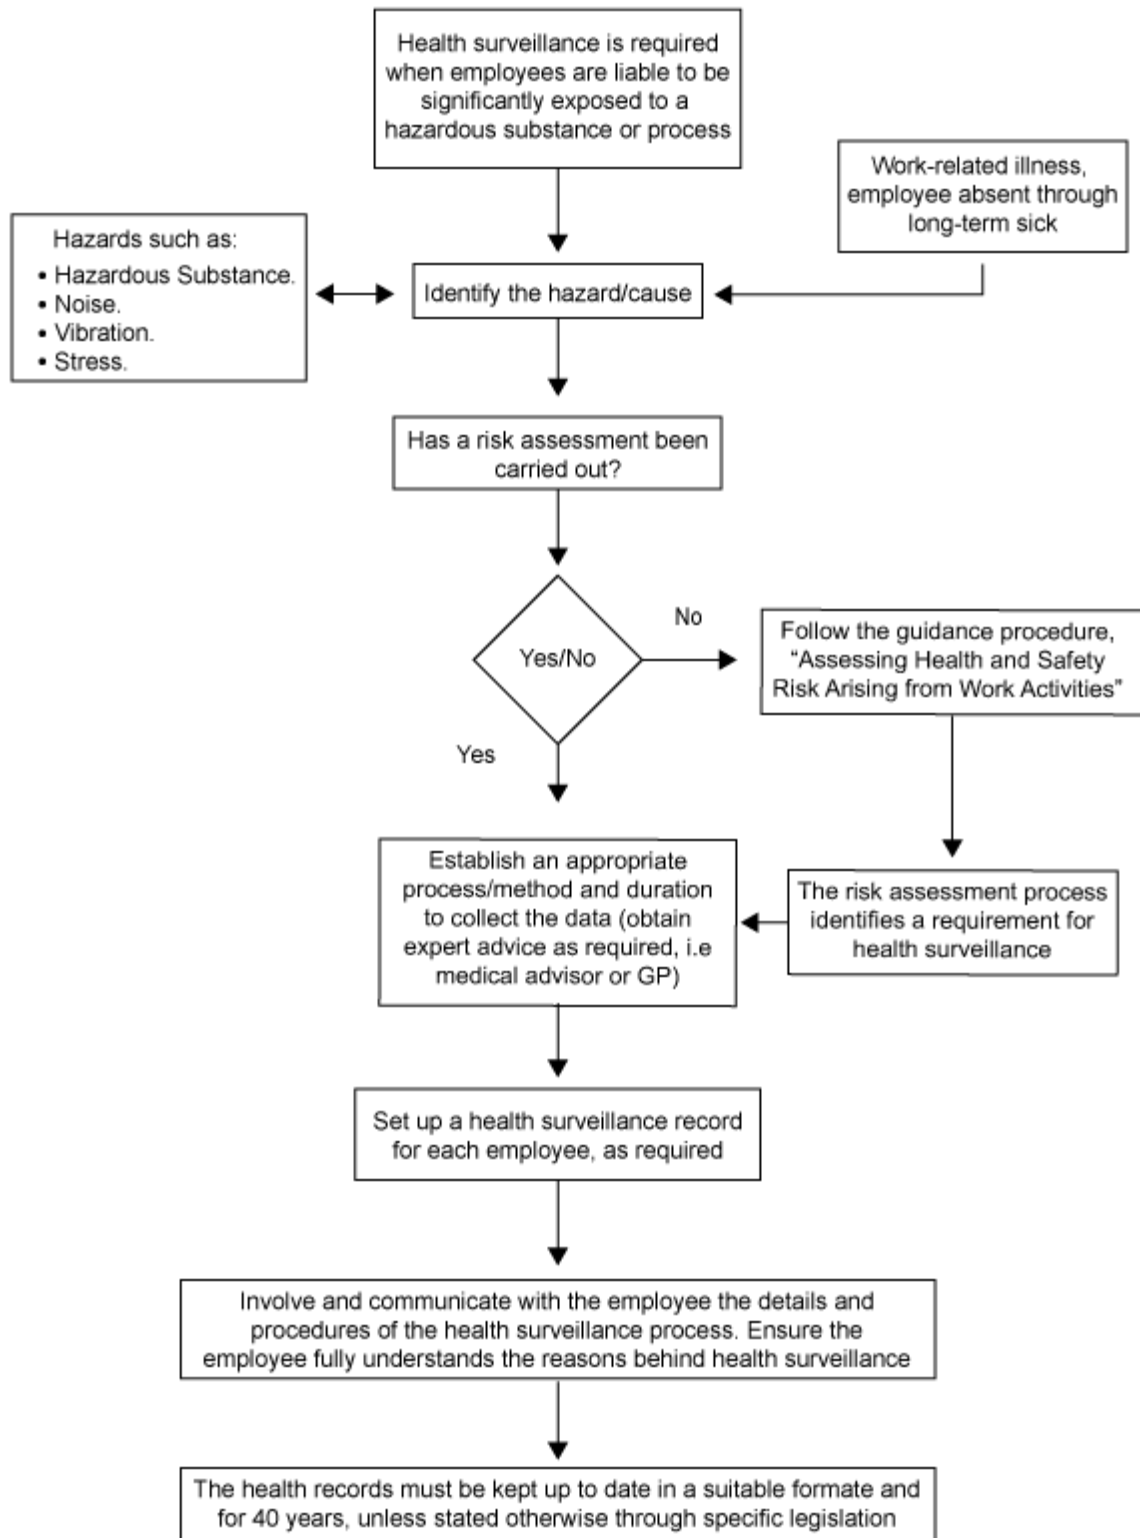 Health surveillance is required
when employees are liable to be
significantly exposed to a
hazardous substance or process
Work-related illness,
employee absent through
long-term sick
Hazards such as:
• Hazardous Substance.
• Noise.
• Vibration.
• Stress.
Identify the hazard/cause
Has a risk assessment been
carried out?
Yes/No
No
Follow the guidance procedure,
“Assessing Health and Safety
Risk Arising from Work Activities”
Yes
Establish an appropriate
process/method and duration
to collect the data (obtain
expert advice as required, i.e
medical advisor or GP)
The risk assessment process
identifies a requirement for
health surveillance
Set up a health surveillance record
for each employee, as required
Involve and communicate with the employee the details and
procedures of the health surveillance process. Ensure the
employee fully understands the reasons behind health surveillance
The health records must be kept up to date in a suitable formate and
for 40 years, unless stated otherwise through specific legislation